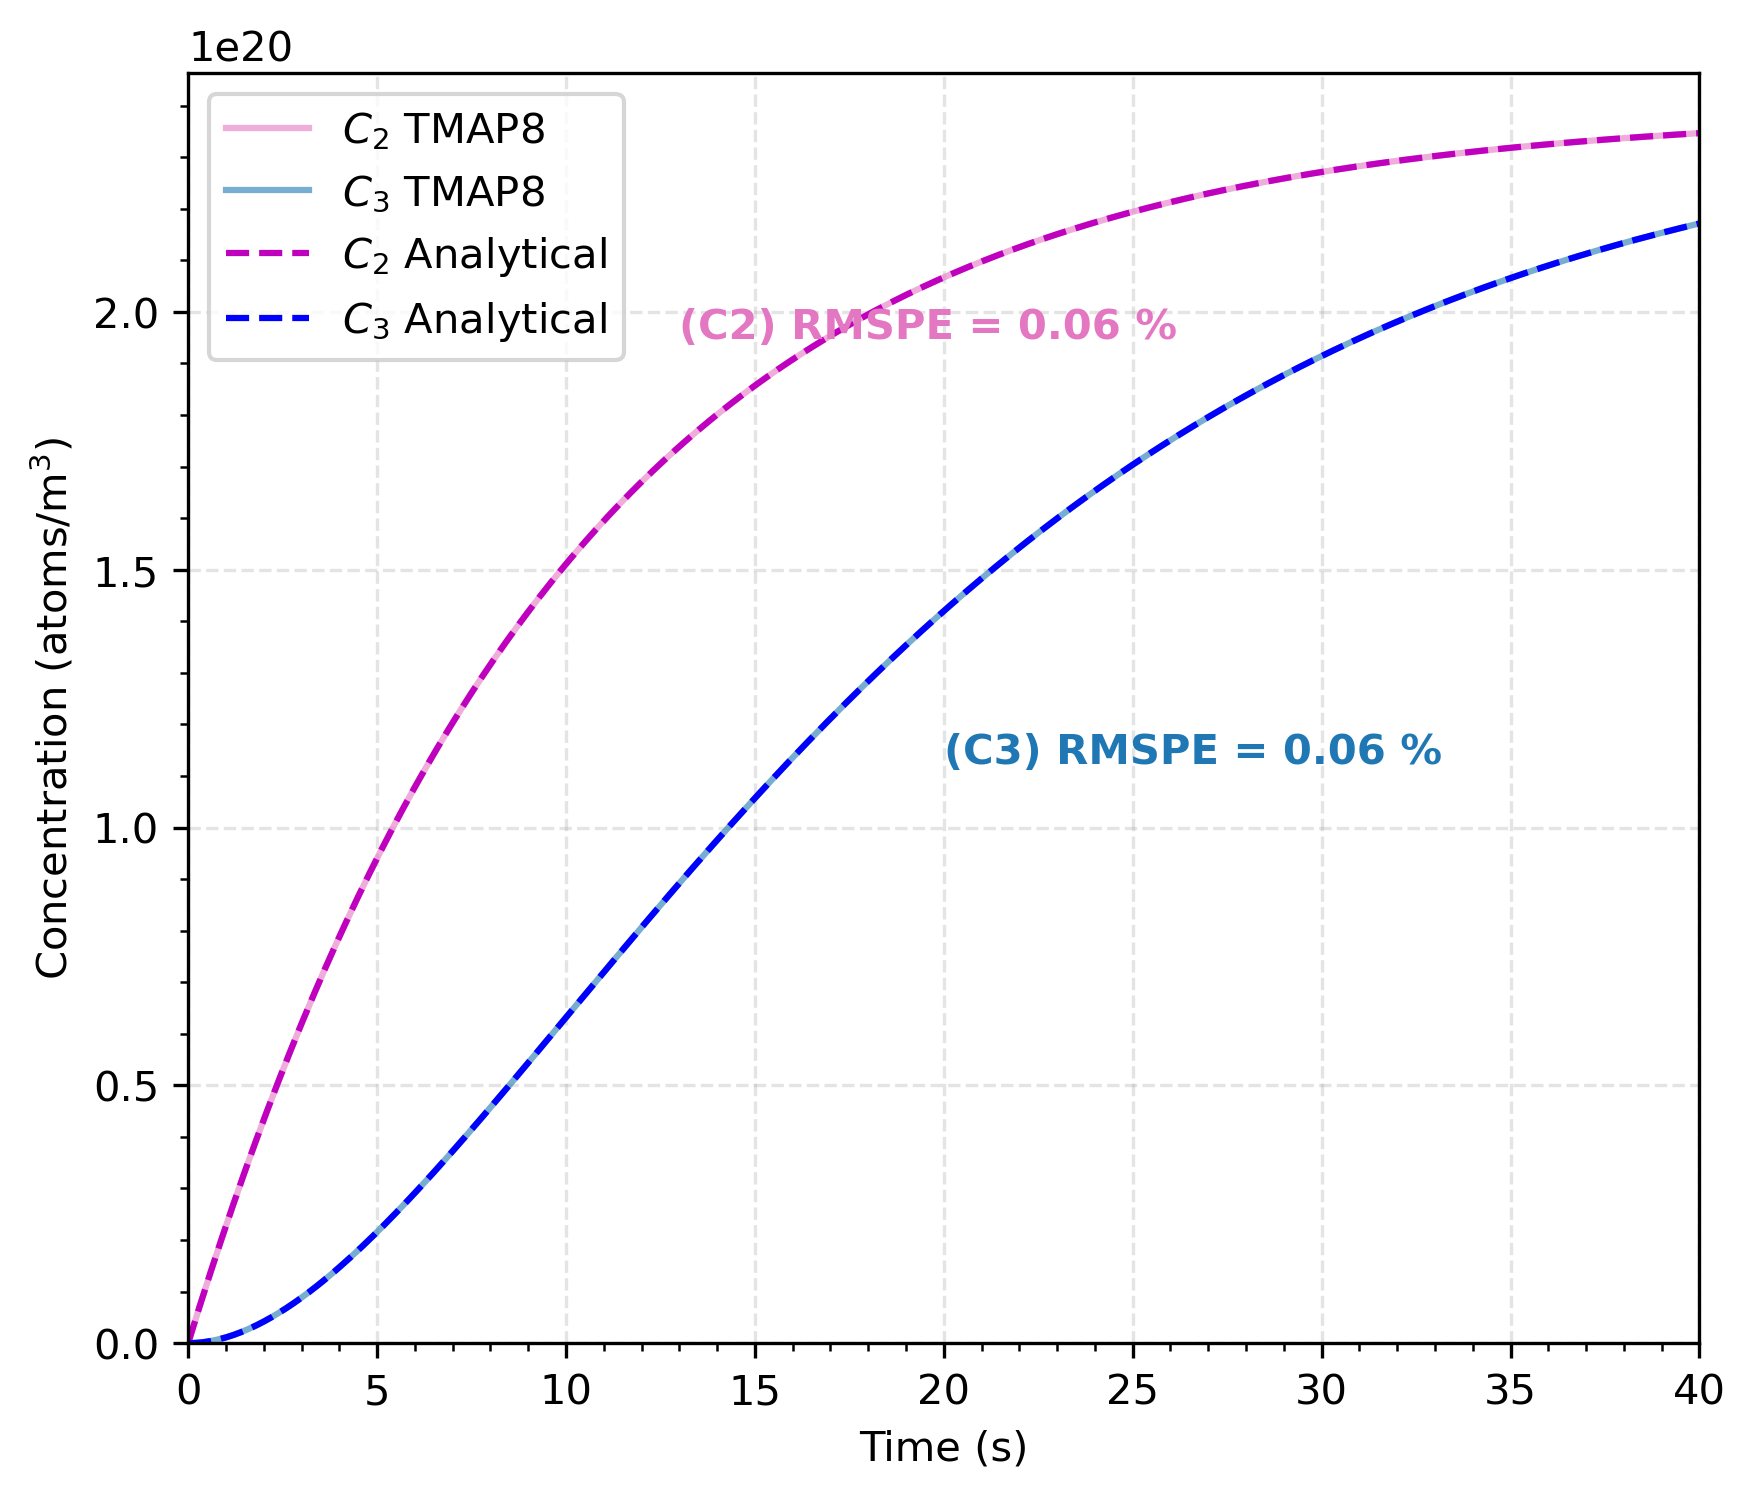 1e20
C₂ TMAP8
C₃ TMAP8
C₂ Analytical
C₃ Analytical
(C2) RMSPE = 0.06 %
(C3) RMSPE = 0.06 %
Concentration (atoms/m³)
2.0
1.5
1.0
0.5
0.0
0 5 10 15 20 25 30 35 40
Time (s)